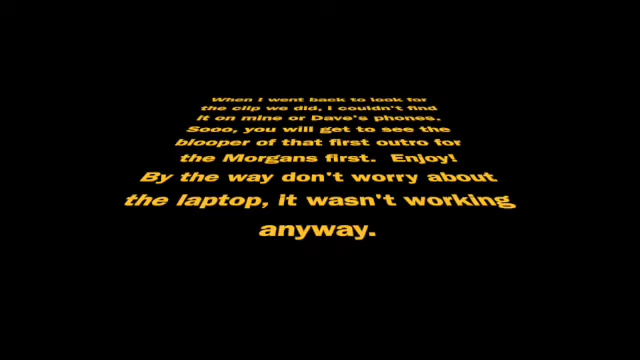 When I went back to look for
the clip we did, I couldn't find
it on mine or Dave's phones.
Sooo, you will get to see the
blooper of that first outro for
the Morgans first. Enjoy!
By the way don't worry about
the laptop, it wasn't working
anyway.